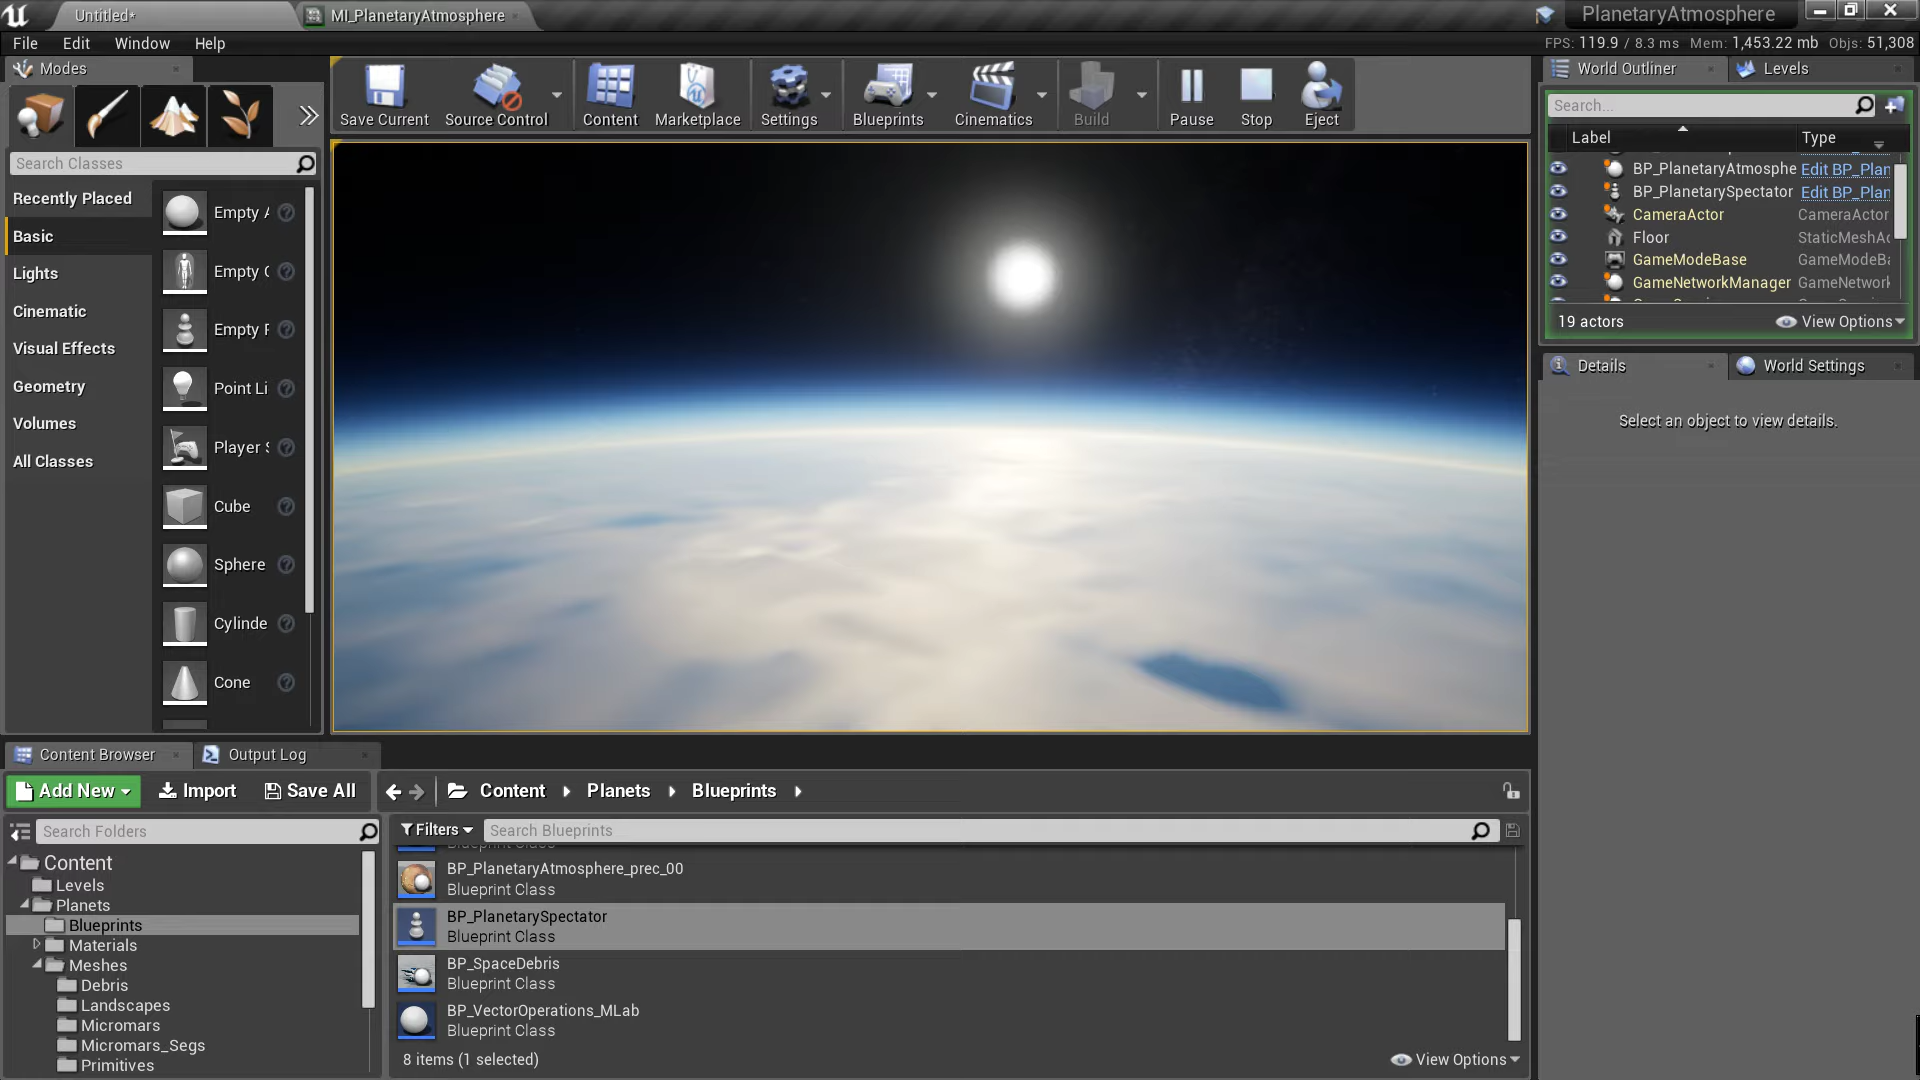 Untitled*
MI_PlanetaryAtmosphere
PlanetaryAtmosphere
File Edit Window Help
FPS: 119.9 / 8.3 ms Mem: 1,453.22 mb Objs: 51,308
Modes
Save Current
Source Control
Content
Marketplace
Settings
Blueprints
Cinematics
Build
Pause
Stop
Eject
Search Classes
Recently Placed
Basic
Lights
Cinematic
Visual Effects
Geometry
Volumes
All Classes
Empty A
Empty C
Empty P
Point Li
Player S
Cube
Sphere
Cylinde
Cone
World Outliner
Levels
Search...
Label Type
BP_PlanetaryAtmosphe Edit BP_Plan
BP_PlanetarySpectator Edit BP_Plan
CameraActor CameraActor
Floor StaticMeshAc
GameModeBase GameModeBa
GameNetworkManager GameNetwork
19 actors
View Options
Details
World Settings
Select an object to view details.
Content Browser
Output Log
Add New
Import
Save All
Content Planets Blueprints
Search Folders
Filters
Search Blueprints
Content
Levels
Planets
Blueprints
Materials
Meshes
Debris
Landscapes
Micromars
Micromars_Segs
Primitives
Blueprint Class
BP_PlanetaryAtmosphere_prec_00
Blueprint Class
BP_PlanetarySpectator
Blueprint Class
BP_SpaceDebris
Blueprint Class
BP_VectorOperations_MLab
Blueprint Class
8 items (1 selected)
View Options